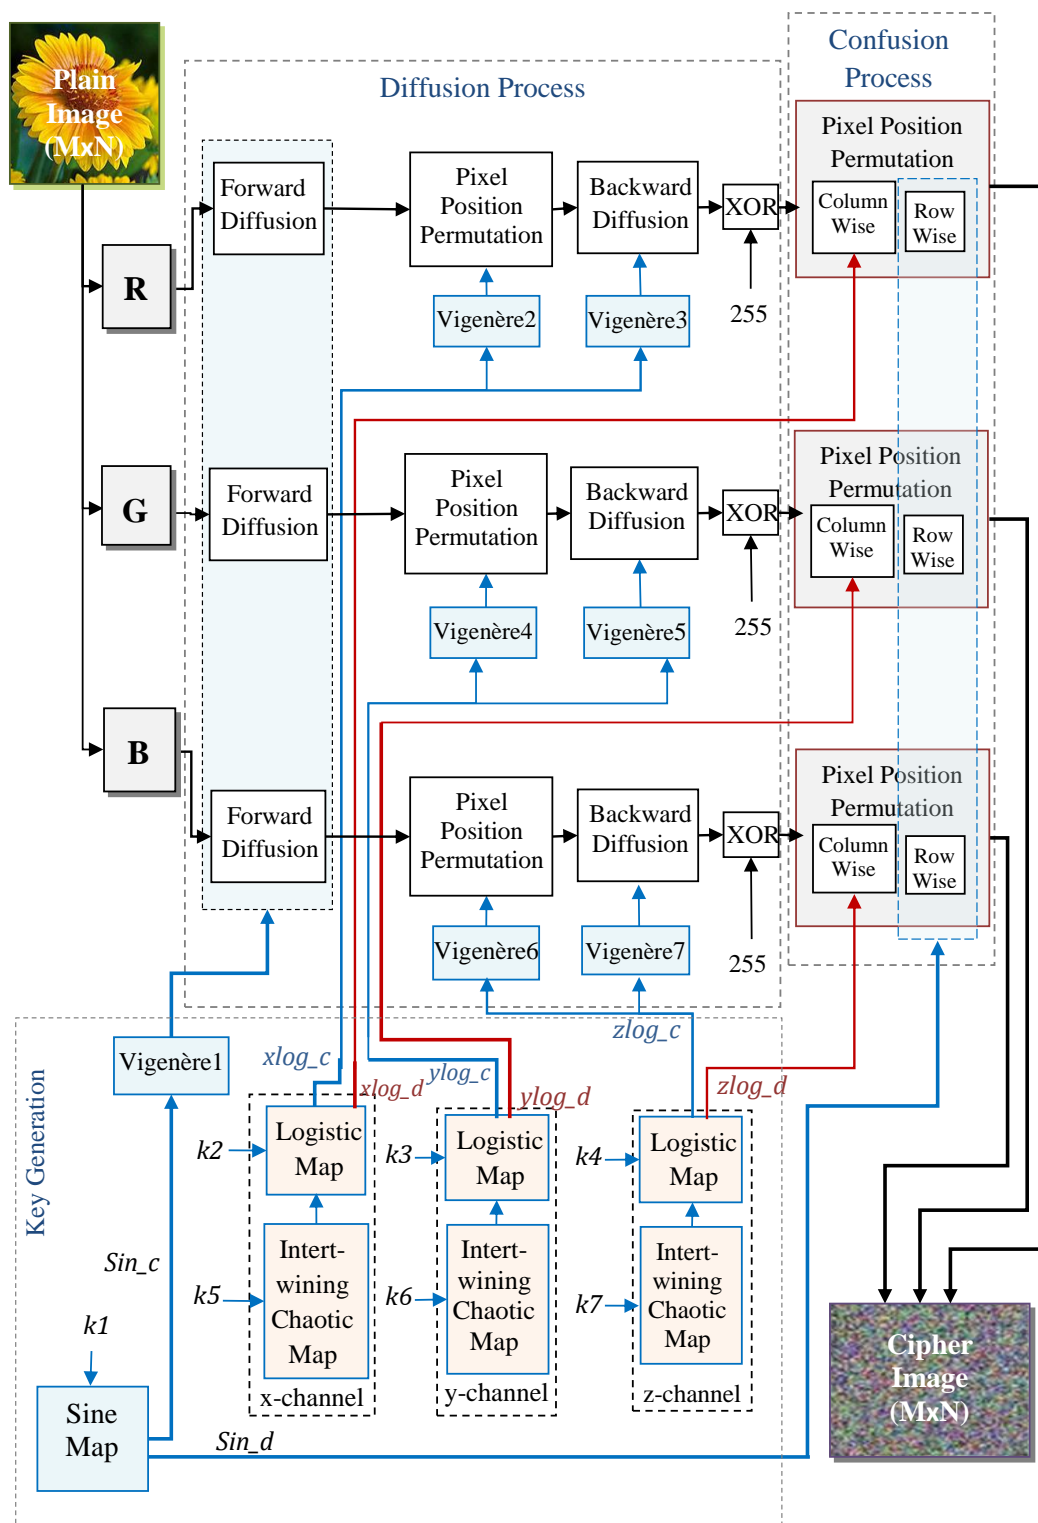 Plain
Image
(MxN)
Diffusion Process
Confusion
Process
R
Forward
Diffusion
Pixel
Position
Permutation
Backward
Diffusion
XOR
Vigenère2
Vigenère3
255
Pixel Position
Permutation
Column
Wise
Row
Wise
G
Forward
Diffusion
Pixel
Position
Permutation
Backward
Diffusion
XOR
Vigenère4
Vigenère5
255
Pixel Position
Permutation
Column
Wise
Row
Wise
B
Forward
Diffusion
Pixel
Position
Permutation
Backward
Diffusion
XOR
Vigenère6
Vigenère7
255
Pixel Position
Permutation
Column
Wise
Row
Wise
Key Generation
Vigenère1
xlog_c
xlog_d
ylog_c
ylog_d
zlog_c
zlog_d
k2
Logistic
Map
k3
Logistic
Map
k4
Logistic
Map
k5
Intert-
wining
Chaotic
Map
x-channel
k6
Intert-
wining
Chaotic
Map
y-channel
k7
Intert-
wining
Chaotic
Map
z-channel
Sin_c
k1
Sine
Map
Sin_d
Cipher
Image
(MxN)